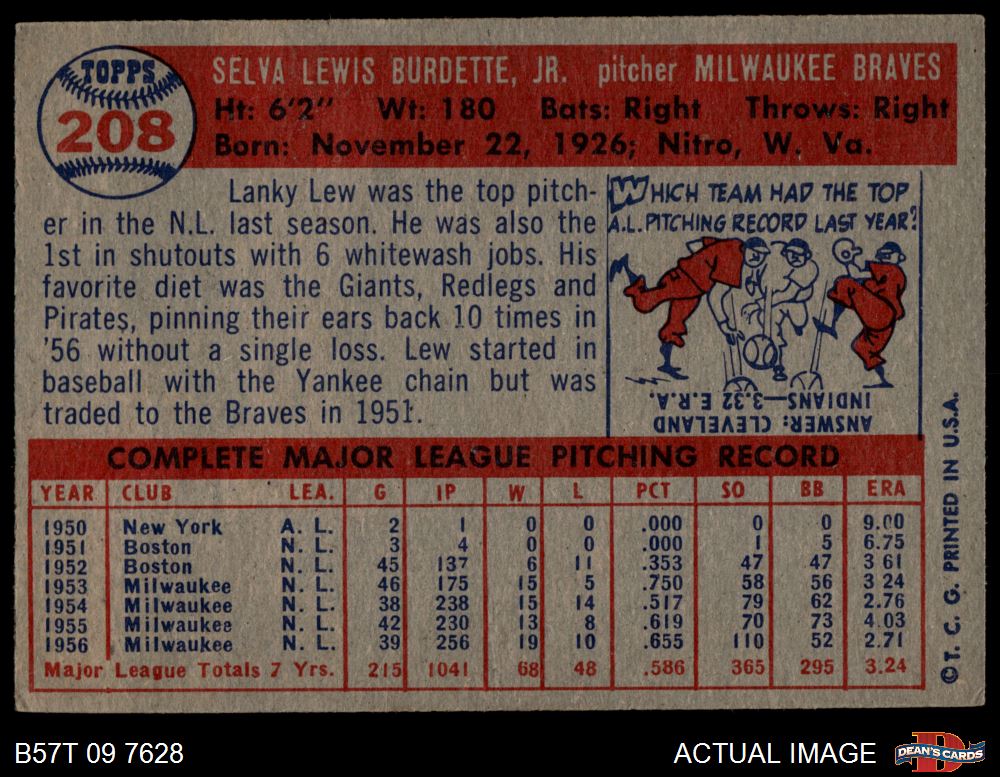 TOPPS
208
SELVA LEWIS BURDETTE, JR. pitcher MILWAUKEE BRAVES
Ht: 6'2" Wt: 180 Bats: Right Throws: Right
Born: November 22, 1926; Nitro, W. Va.
Lanky Lew was the top pitch-
er in the N.L. last season. He was also the
1st in shutouts with 6 whitewash jobs. His
favorite diet was the Giants, Redlegs and
Pirates, pinning their ears back 10 times in
'56 without a single loss. Lew started in
baseball with the Yankee chain but was
traded to the Braves in 1951.
WHICH TEAM HAD THE TOP
A.L. PITCHING RECORD LAST YEAR?
ANSWER: CLEVELAND
INDIANS—3.32 E.R.A.
COMPLETE MAJOR LEAGUE PITCHING RECORD
YEAR CLUB LEA. G IP W L PCT SO BB ERA
1950 New York A. L. 2 1 0 0 .000 0 0 9.00
1951 Boston N. L. 3 4 0 0 .000 1 5 6.75
1952 Boston N. L. 45 137 6 11 .353 47 47 3 61
1953 Milwaukee N. L. 46 175 15 5 .750 58 56 3 24
1954 Milwaukee N. L. 38 238 15 14 .517 79 62 2.76
1955 Milwaukee N. L. 42 230 13 8 .619 70 73 4.03
1956 Milwaukee N. L. 39 256 19 10 .655 110 52 2.71
Major League Totals 7 Yrs. 215 1041 68 48 .586 365 295 3.24
©T. C. G. PRINTED IN U.S.A.
B57T 09 7628
ACTUAL IMAGE
DEAN'S CARDS